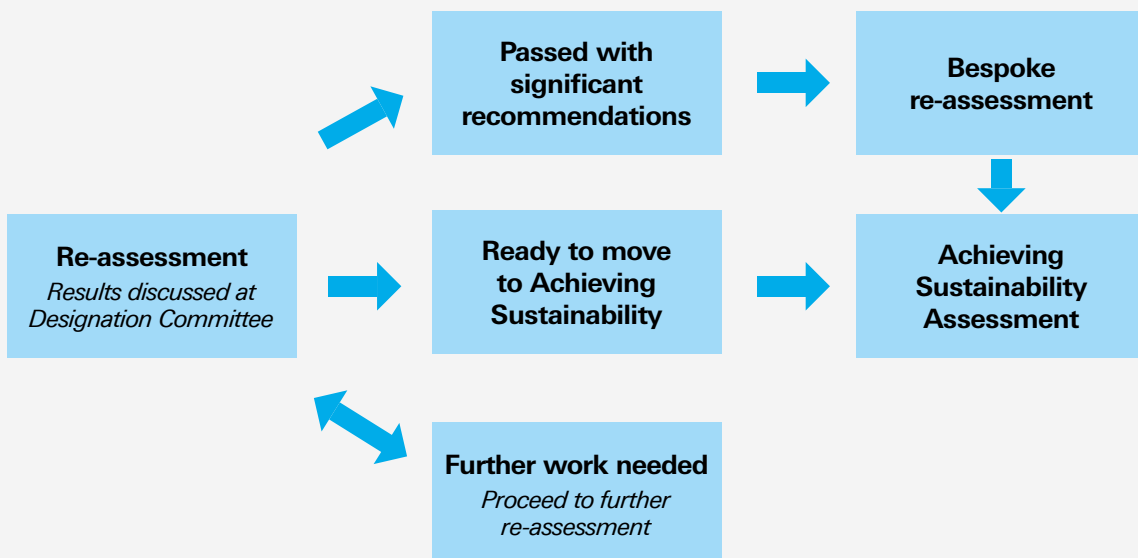 Passed with
significant
recommendations
Bespoke
re-assessment
Re-assessment
Results discussed at
Designation Committee
Ready to move
to Achieving
Sustainability
Achieving
Sustainability
Assessment
Further work needed
Proceed to further
re-assessment